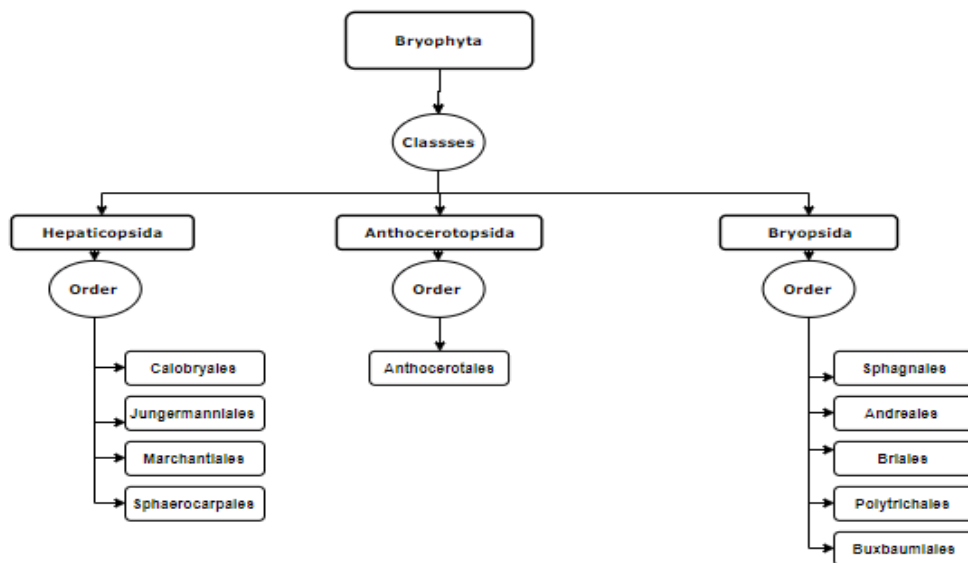 Bryophyta
Classses
Hepaticopsida
Anthocerotopsida
Bryopsida
Order
Order
Order
Calobryales
Jungermanniales
Marchantiales
Sphaerocarpales
Anthocerotales
Sphagnales
Andreales
Briales
Polytrichales
Buxbaumiales